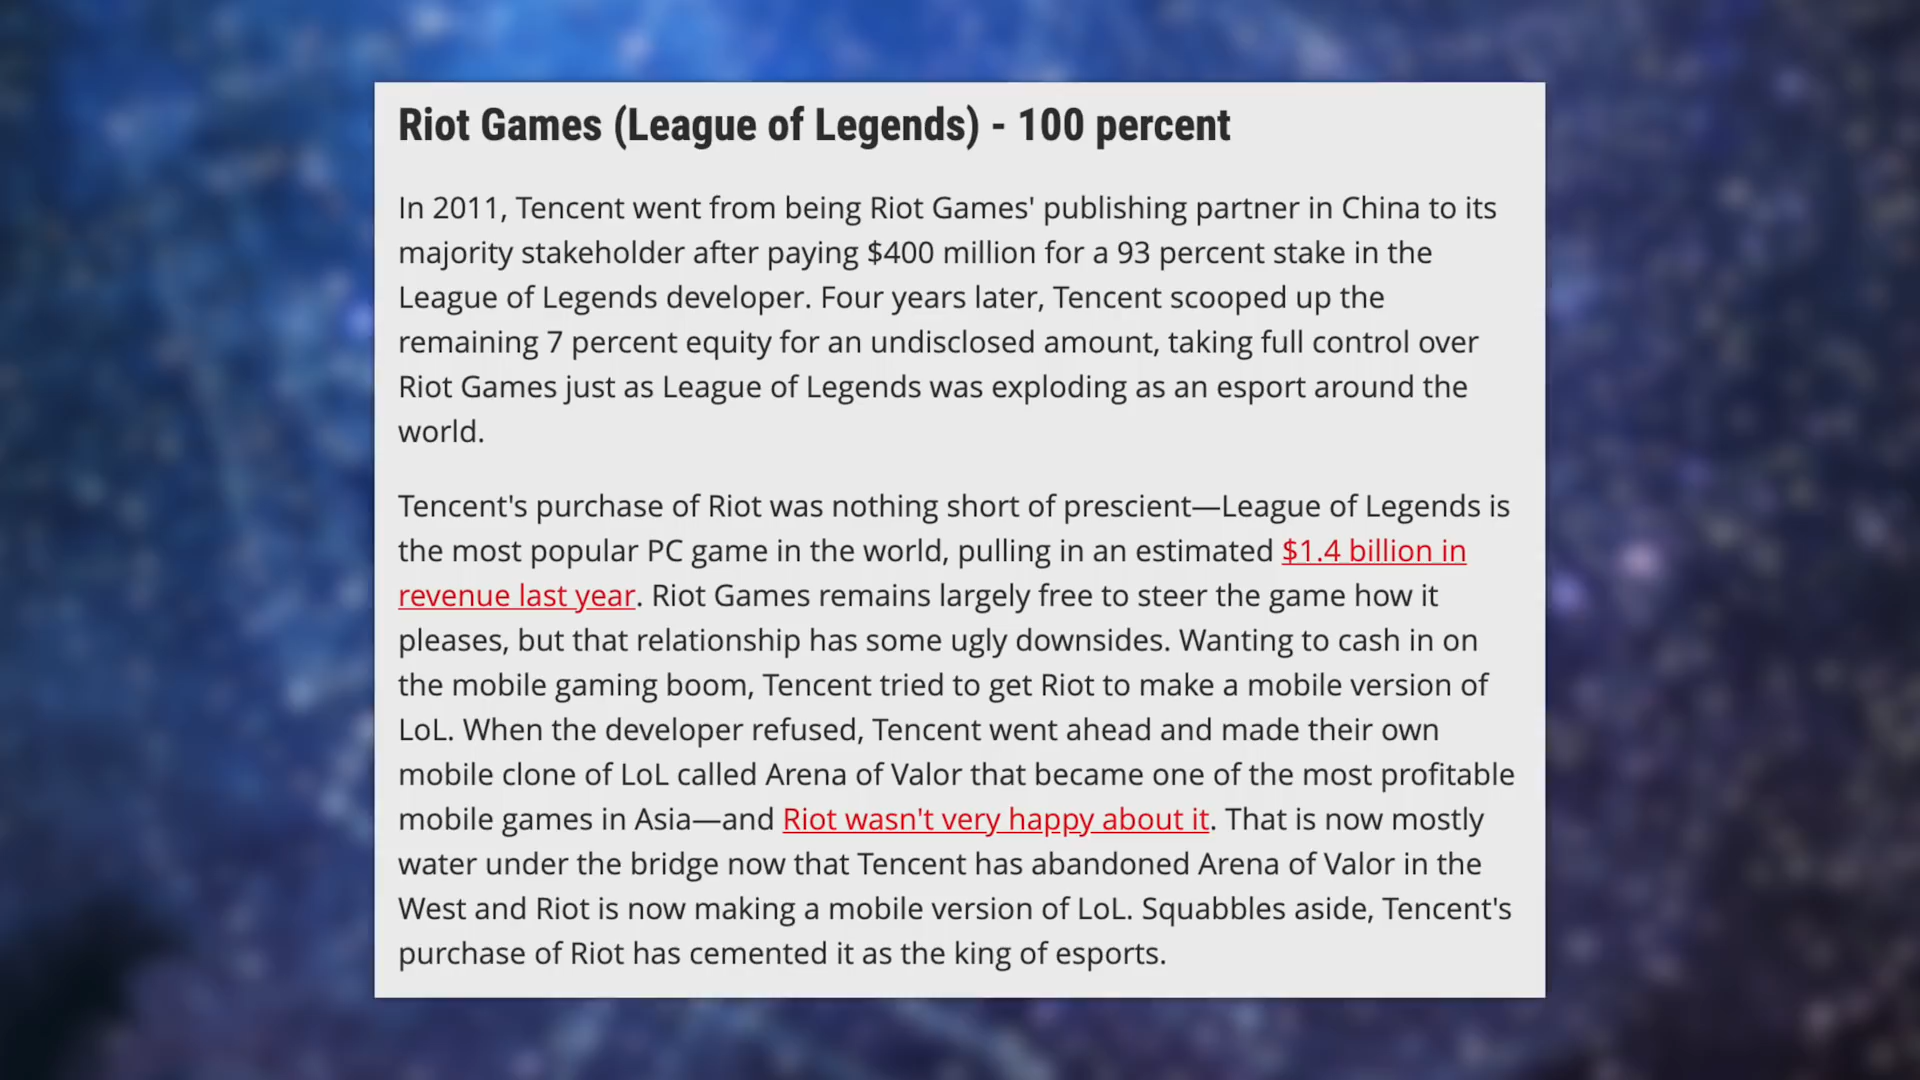 Riot Games (League of Legends) - 100 percent
In 2011, Tencent went from being Riot Games' publishing partner in China to its
majority stakeholder after paying $400 million for a 93 percent stake in the
League of Legends developer. Four years later, Tencent scooped up the
remaining 7 percent equity for an undisclosed amount, taking full control over
Riot Games just as League of Legends was exploding as an esport around the
world.
Tencent's purchase of Riot was nothing short of prescient—League of Legends is
the most popular PC game in the world, pulling in an estimated $1.4 billion in
revenue last year. Riot Games remains largely free to steer the game how it
pleases, but that relationship has some ugly downsides. Wanting to cash in on
the mobile gaming boom, Tencent tried to get Riot to make a mobile version of
LoL. When the developer refused, Tencent went ahead and made their own
mobile clone of LoL called Arena of Valor that became one of the most profitable
mobile games in Asia—and Riot wasn't very happy about it. That is now mostly
water under the bridge now that Tencent has abandoned Arena of Valor in the
West and Riot is now making a mobile version of LoL. Squabbles aside, Tencent's
purchase of Riot has cemented it as the king of esports.